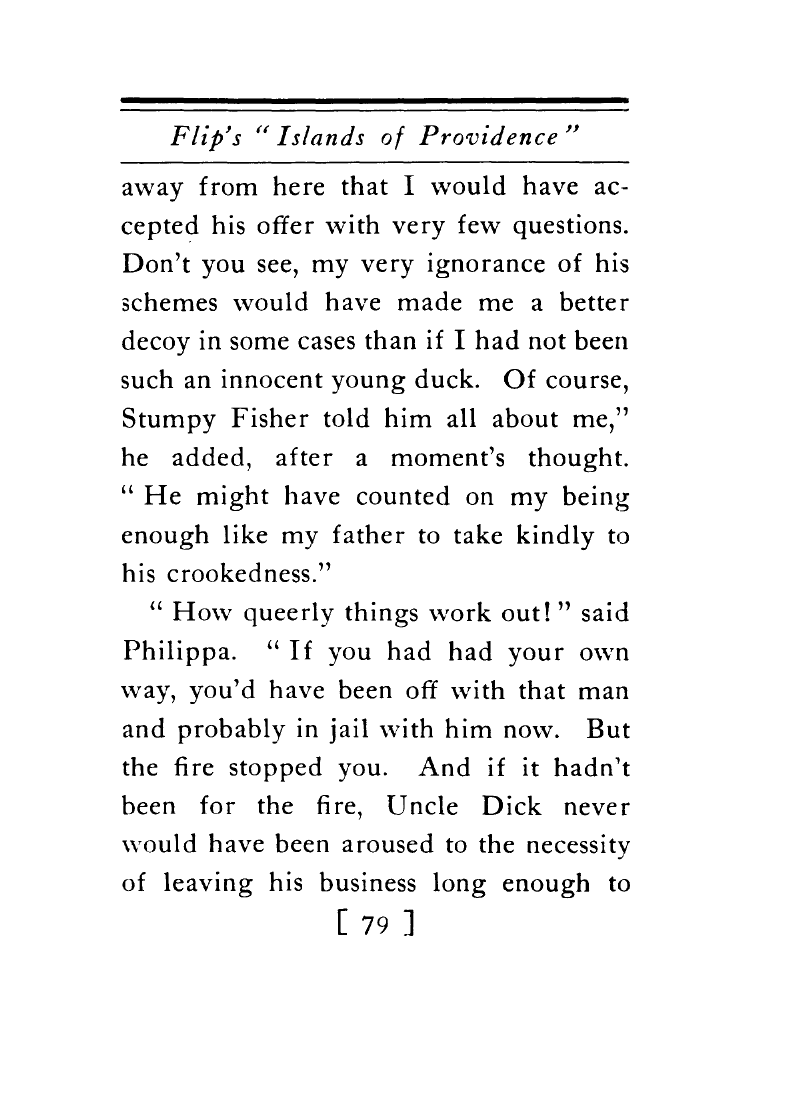 Flip's “ Islands of Providence ”
away from here that I would have ac-
cepted his offer with very few questions.
Don't you see, my very ignorance of his
schemes would have made me a better
decoy in some cases than if I had not been
such an innocent young duck. Of course,
Stumpy Fisher told him all about me,”
he added, after a moment's thought.
“ He might have counted on my being
enough like my father to take kindly to
his crookedness.”
“ How queerly things work out! ” said
Philippa. “ If you had had your own
way, you'd have been off with that man
and probably in jail with him now. But
the fire stopped you. And if it hadn't
been for the fire, Uncle Dick never
would have been aroused to the necessity
of leaving his business long enough to
[ 79 ]